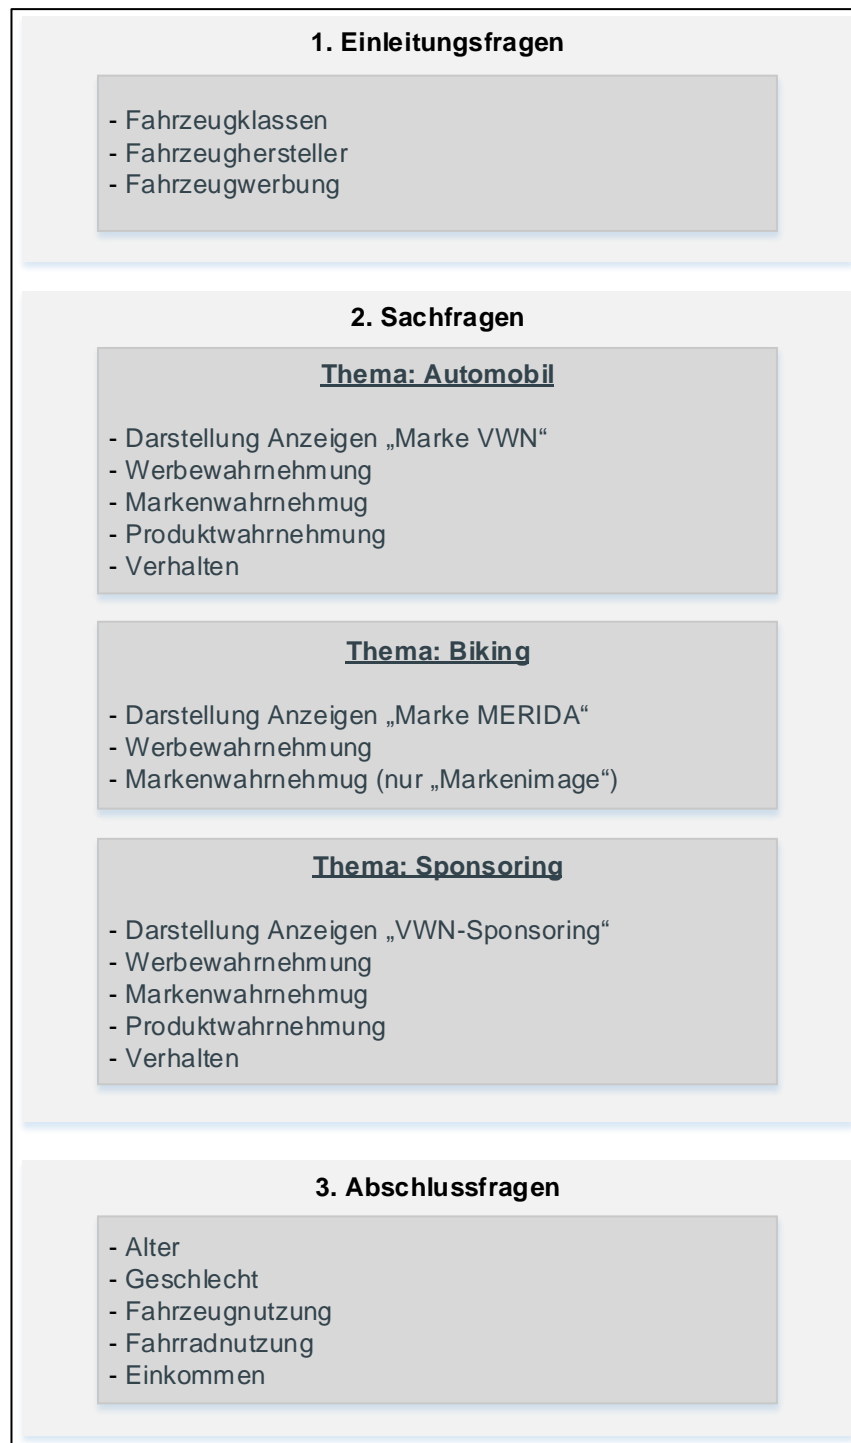 1. Einleitungsfragen
- Fahrzeugklassen
- Fahrzeughersteller
- Fahrzeugwerbung
2. Sachfragen
Thema: Automobil
- Darstellung Anzeigen „Marke VWN“
- Werbewahrnehmung
- Markenwahrnehmug
- Produktwahrnehmung
- Verhalten
Thema: Biking
- Darstellung Anzeigen „Marke MERIDA“
- Werbewahrnehmung
- Markenwahrnehmug (nur „Markenimage“)
Thema: Sponsoring
- Darstellung Anzeigen „VWN-Sponsoring“
- Werbewahrnehmung
- Markenwahrnehmug
- Produktwahrnehmung
- Verhalten
3. Abschlussfragen
- Alter
- Geschlecht
- Fahrzeugnutzung
- Fahrradnutzung
- Einkommen